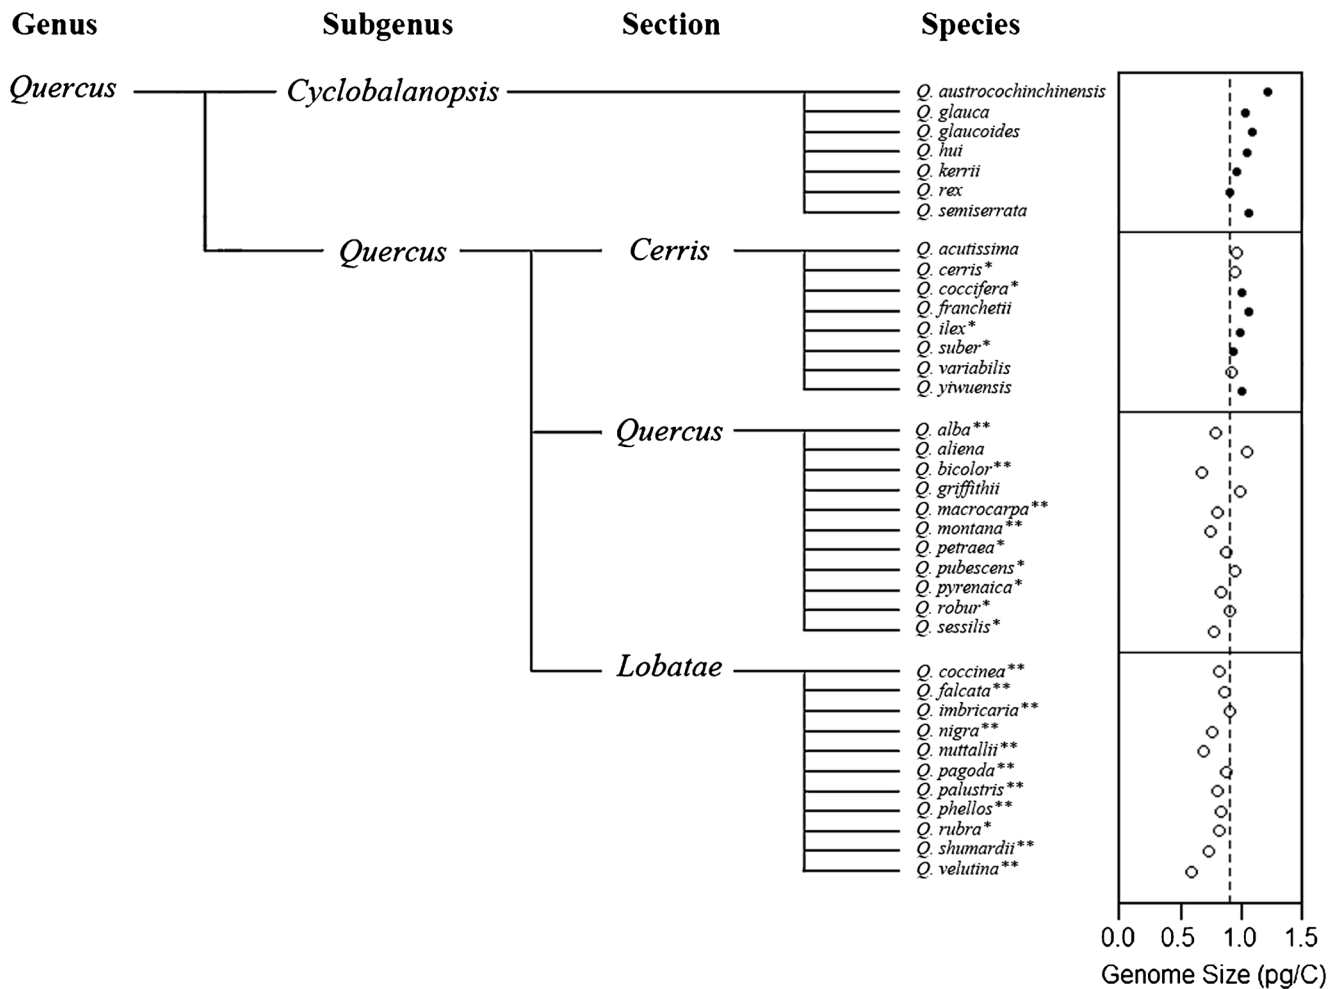 Genus Subgenus Section Species
Quercus Cyclobalanopsis Q. austrocochinchinensis
Q. glauca
Q. glaucoides
Q. hui
Q. kerrii
Q. rex
Q. semiserrata
Quercus Cerris Q. acutissima
Q. cerris*
Q. coccifera*
Q. franchetii
Q. ilex*
Q. suber*
Q. variabilis
Q. yiwuensis
Quercus Q. alba**
Q. aliena
Q. bicolor**
Q. griffithii
Q. macrocarpa**
Q. montana**
Q. petraea*
Q. pubescens*
Q. pyrenaica*
Q. robur*
Q. sessilis*
Lobatae Q. coccinea**
Q. falcata**
Q. imbricaria**
Q. nigra**
Q. nuttallii**
Q. pagoda**
Q. palustris**
Q. phellos**
Q. rubra*
Q. shumardii**
Q. velutina**
0.0 0.5 1.0 1.5
Genome Size (pg/C)